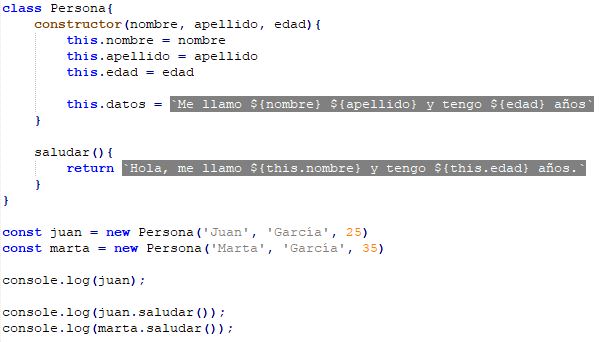 class Persona{
    constructor(nombre, apellido, edad){
        this.nombre = nombre
        this.apellido = apellido
        this.edad = edad
        this.datos = `Me llamo ${nombre} ${apellido} y tengo ${edad} años`
    }
    saludar(){
        return `Hola, me llamo ${this.nombre} y tengo ${this.edad} años.`
    }
}
const juan = new Persona('Juan', 'García', 25)
const marta = new Persona('Marta', 'García', 35)
console.log(juan);
console.log(juan.saludar());
console.log(marta.saludar());